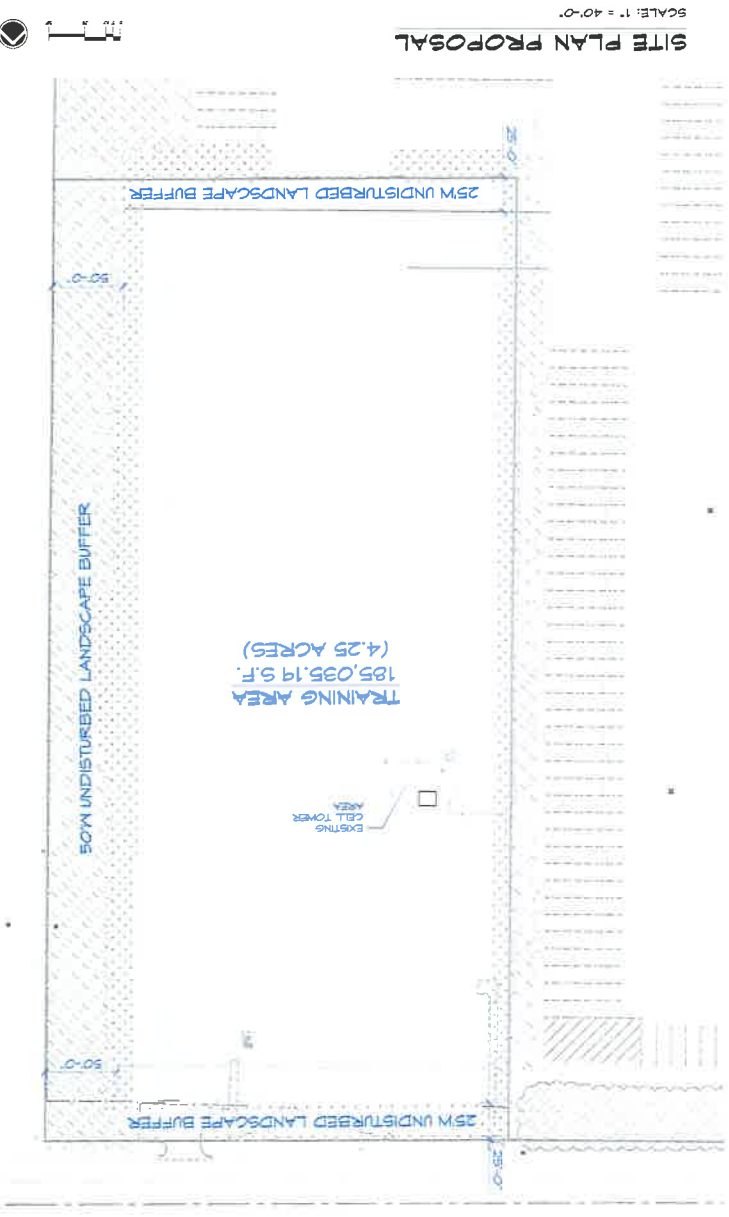 25'-0"
25'W UNDISTURBED LANDSCAPE BUFFER
50'-0"
EXISTING
CELL TOWER
AREA
TRAINING AREA
185,035.19 S.F.
(4.25 ACRES)
50'W UNDISTURBED LANDSCAPE BUFFER
50'-0"
25'W UNDISTURBED LANDSCAPE BUFFER
25'-0"
SITE PLAN PROPOSAL
SCALE: 1" = 40'-0"